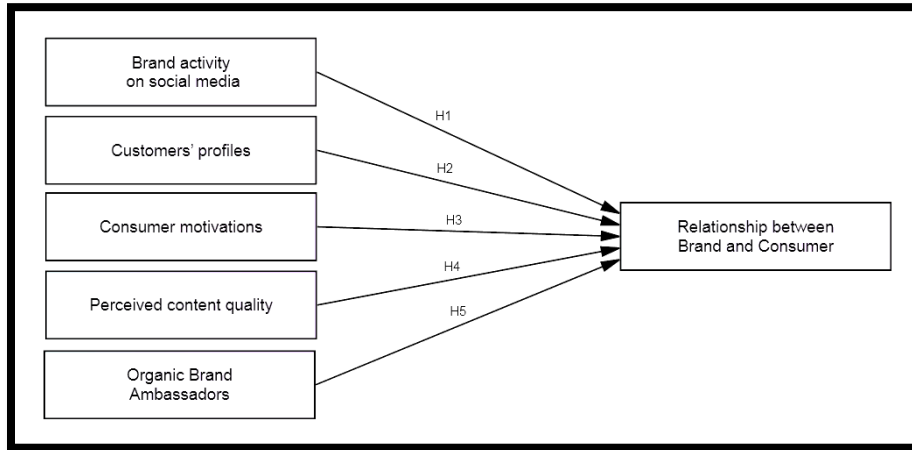 Brand activity
on social media
H1
Customers' profiles
H2
Consumer motivations
H3
Relationship between
Brand and Consumer
Perceived content quality
H4
H5
Organic Brand
Ambassadors